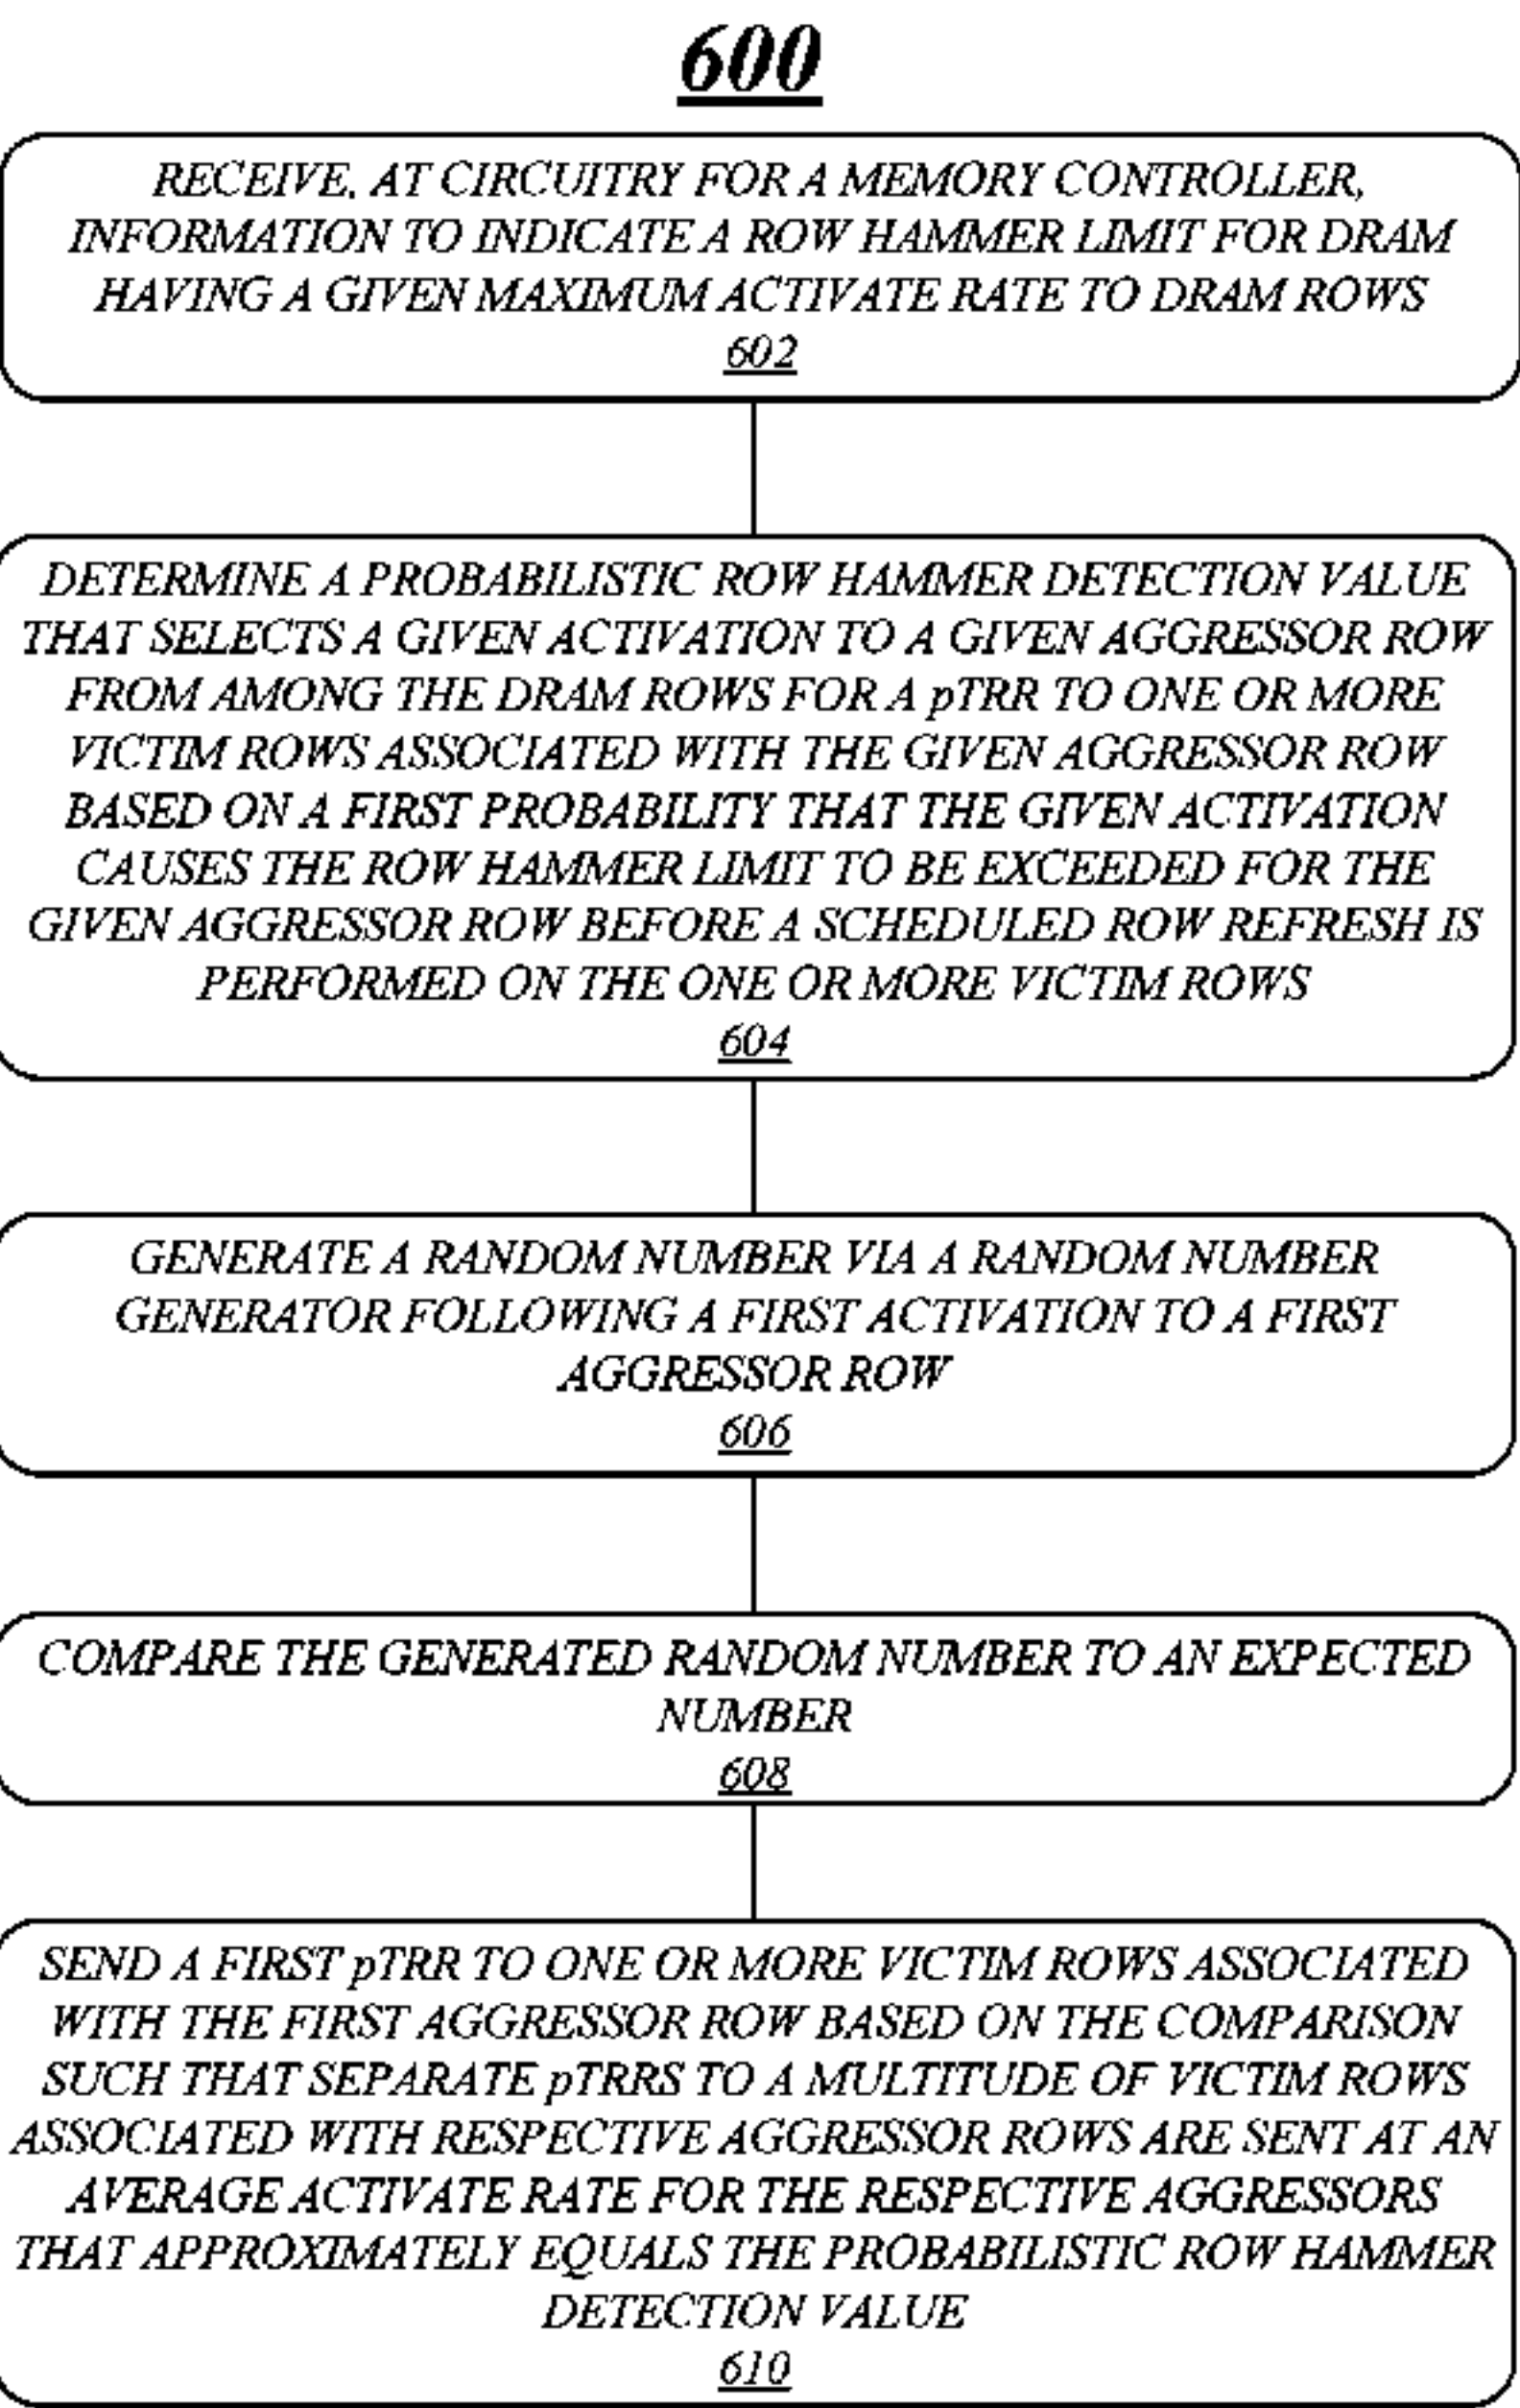 600
RECEIVE, AT CIRCUITRY FOR A MEMORY CONTROLLER,
INFORMATION TO INDICATE A ROW HAMMER LIMIT FOR DRAM
HAVING A GIVEN MAXIMUM ACTIVATE RATE TO DRAM ROWS
602
DETERMINE A PROBABILISTIC ROW HAMMER DETECTION VALUE
THAT SELECTS A GIVEN ACTIVATION TO A GIVEN AGGRESSOR ROW
FROM AMONG THE DRAM ROWS FOR A pTRR TO ONE OR MORE
VICTIM ROWS ASSOCIATED WITH THE GIVEN AGGRESSOR ROW
BASED ON A FIRST PROBABILITY THAT THE GIVEN ACTIVATION
CAUSES THE ROW HAMMER LIMIT TO BE EXCEEDED FOR THE
GIVEN AGGRESSOR ROW BEFORE A SCHEDULED ROW REFRESH IS
PERFORMED ON THE ONE OR MORE VICTIM ROWS
604
GENERATE A RANDOM NUMBER VIA A RANDOM NUMBER
GENERATOR FOLLOWING A FIRST ACTIVATION TO A FIRST
AGGRESSOR ROW
606
COMPARE THE GENERATED RANDOM NUMBER TO AN EXPECTED
NUMBER
608
SEND A FIRST pTRR TO ONE OR MORE VICTIM ROWS ASSOCIATED
WITH THE FIRST AGGRESSOR ROW BASED ON THE COMPARISON
SUCH THAT SEPARATE pTRRS TO A MULTITUDE OF VICTIM ROWS
ASSOCIATED WITH RESPECTIVE AGGRESSOR ROWS ARE SENT AT AN
AVERAGE ACTIVATE RATE FOR THE RESPECTIVE AGGRESSORS
THAT APPROXIMATELY EQUALS THE PROBABILISTIC ROW HAMMER
DETECTION VALUE
610